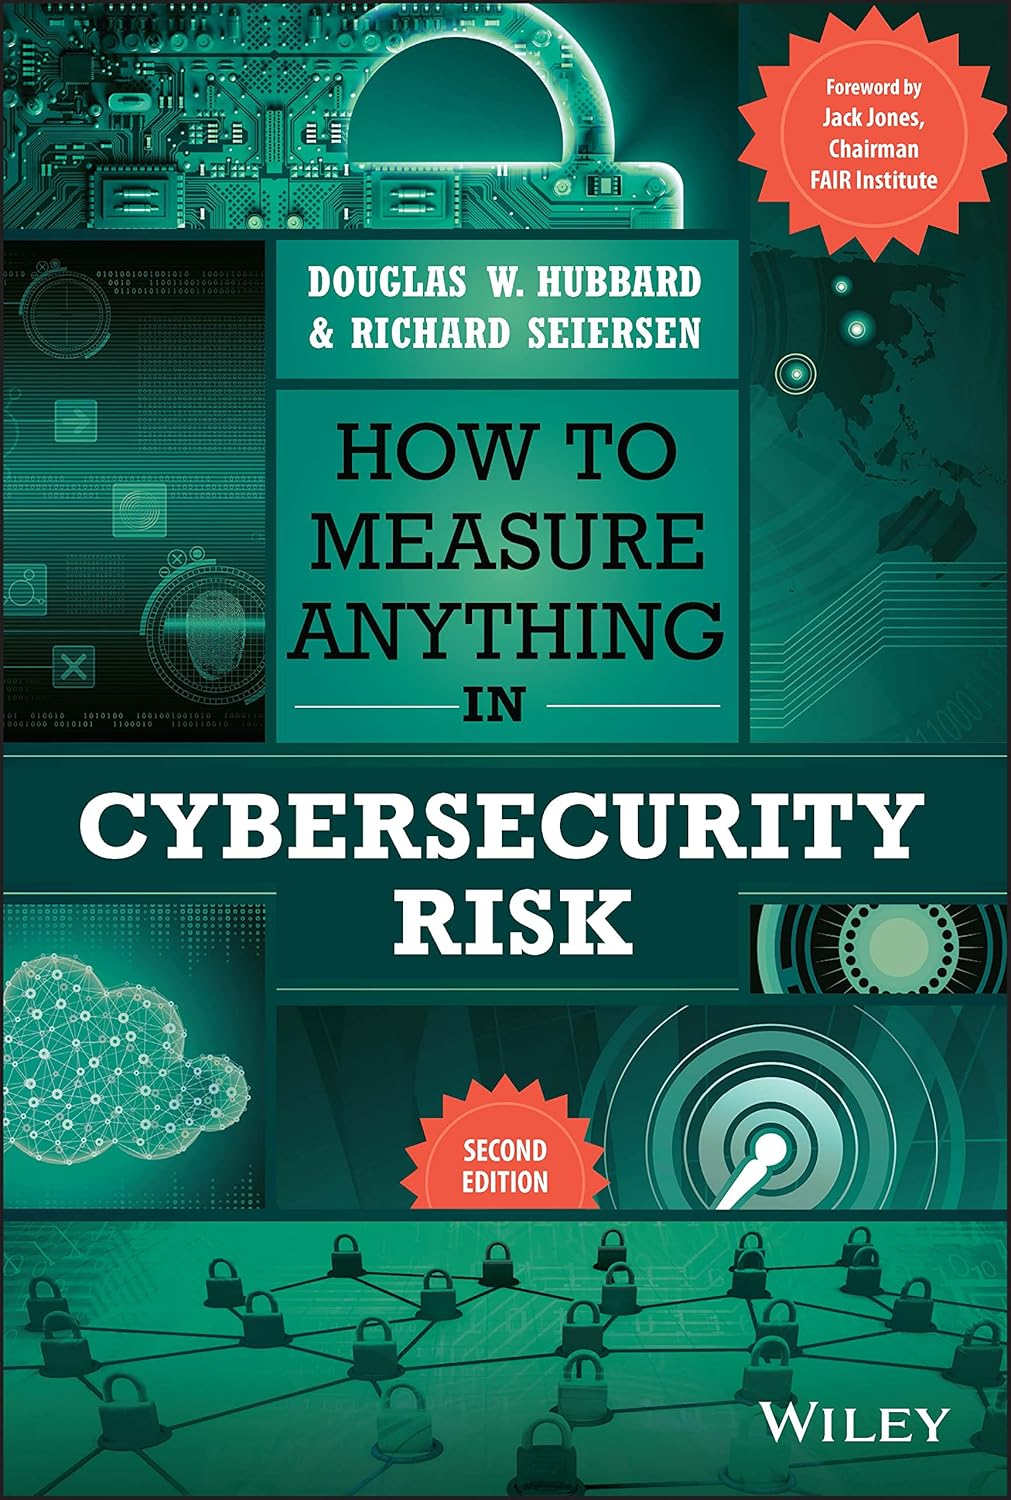 Foreword by
Jack Jones,
Chairman
FAIR Institute
DOUGLAS W. HUBBARD
& RICHARD SEIERSEN
HOW TO
MEASURE
ANYTHING
IN
CYBERSECURITY
RISK
SECOND
EDITION
WILEY